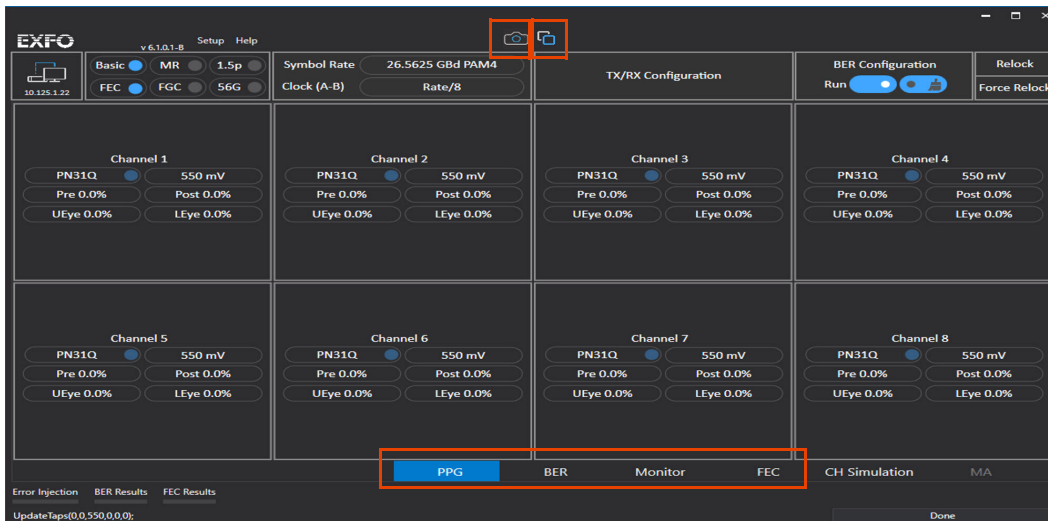 EXFO
v 6.1.0.1-B Setup Help
10.125.1.22
Basic MR 1.5p
FEC FGC 56G
Symbol Rate 26.5625 GBd PAM4
Clock (A-B) Rate/8
TX/RX Configuration
BER Configuration
Run
Relock
Force Relock
Channel 1
PN31Q 550 mV
Pre 0.0% Post 0.0%
UEye 0.0% LEye 0.0%
Channel 2
PN31Q 550 mV
Pre 0.0% Post 0.0%
UEye 0.0% LEye 0.0%
Channel 3
PN31Q 550 mV
Pre 0.0% Post 0.0%
UEye 0.0% LEye 0.0%
Channel 4
PN31Q 550 mV
Pre 0.0% Post 0.0%
UEye 0.0% LEye 0.0%
Channel 5
PN31Q 550 mV
Pre 0.0% Post 0.0%
UEye 0.0% LEye 0.0%
Channel 6
PN31Q 550 mV
Pre 0.0% Post 0.0%
UEye 0.0% LEye 0.0%
Channel 7
PN31Q 550 mV
Pre 0.0% Post 0.0%
UEye 0.0% LEye 0.0%
Channel 8
PN31Q 550 mV
Pre 0.0% Post 0.0%
UEye 0.0% LEye 0.0%
PPG BER Monitor FEC CH Simulation MA
Error Injection BER Results FEC Results
UpdateTaps(0,0,550,0,0,0); Done